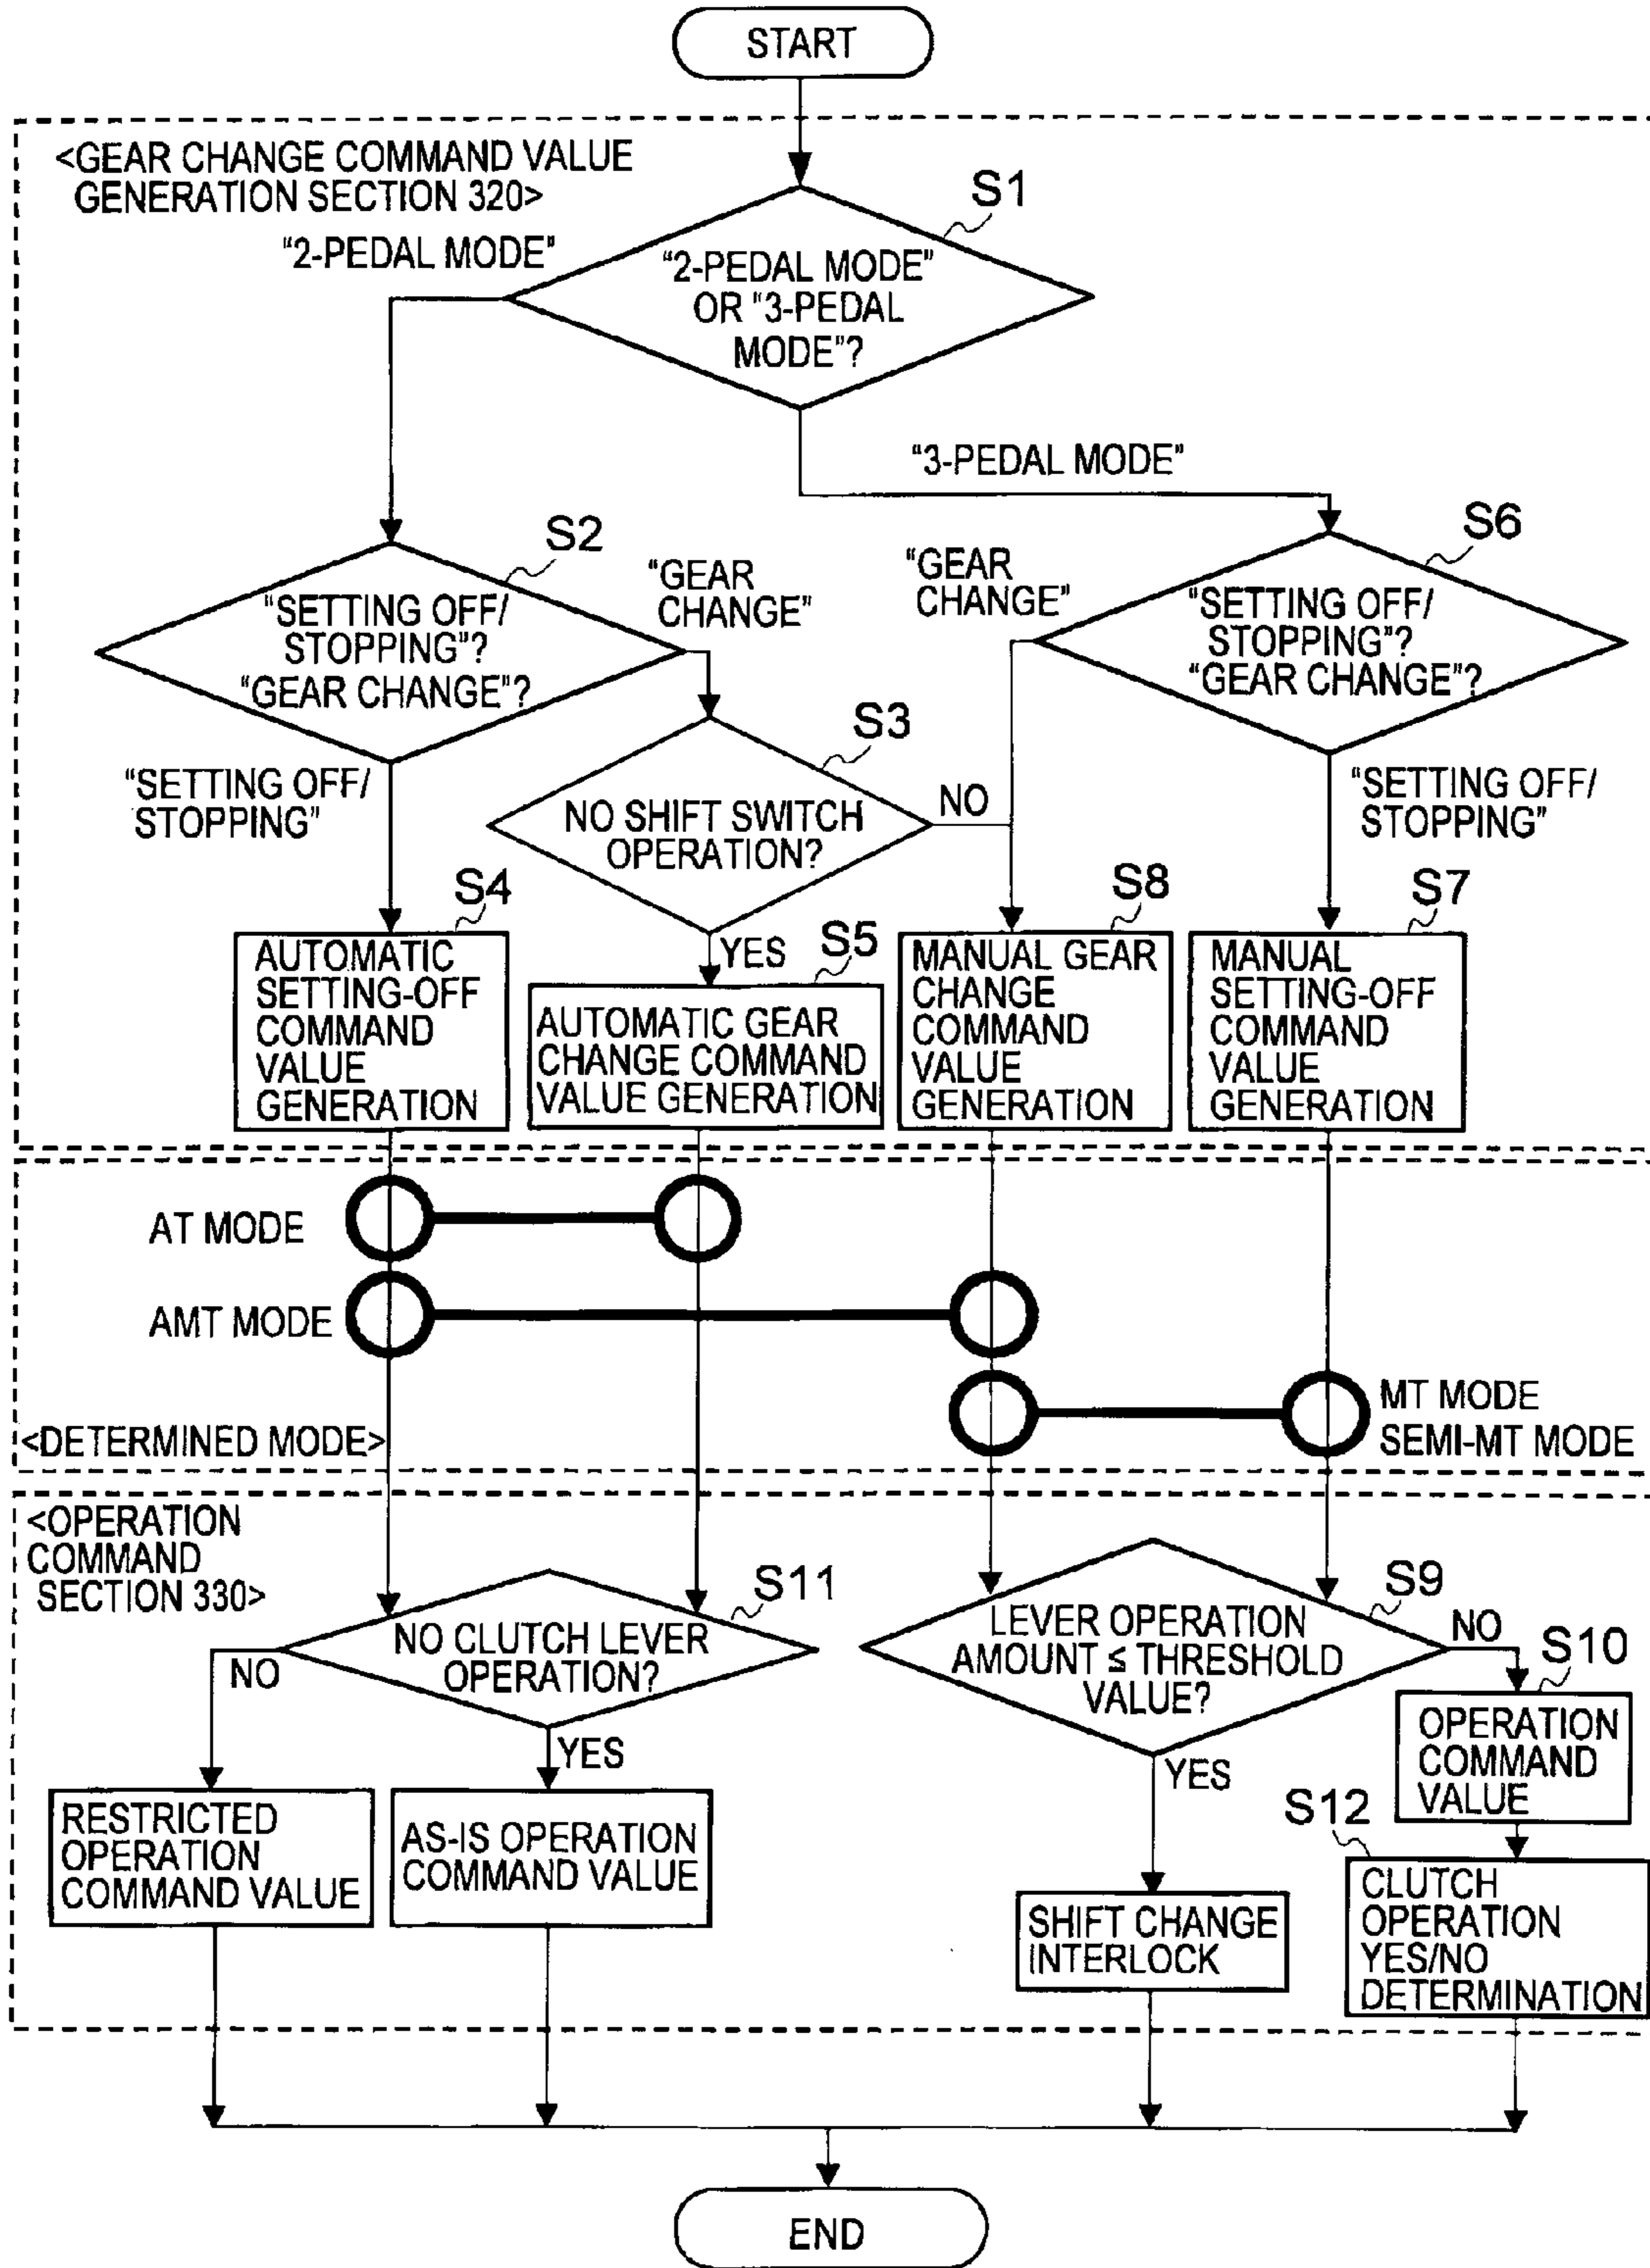 START
<GEAR CHANGE COMMAND VALUE
GENERATION SECTION 320>
S1
"2-PEDAL MODE"
"2-PEDAL MODE"
OR "3-PEDAL
MODE"?
"3-PEDAL MODE"
S2
"SETTING OFF/
STOPPING"?
"GEAR CHANGE"?
"GEAR
CHANGE"
"GEAR
CHANGE"
S6
"SETTING OFF/
STOPPING"?
"GEAR CHANGE"?
S3
NO SHIFT SWITCH
OPERATION?
NO
YES
"SETTING OFF/
STOPPING"
"SETTING OFF/
STOPPING"
S4
AUTOMATIC
SETTING-OFF
COMMAND
VALUE
GENERATION
S5
AUTOMATIC GEAR
CHANGE COMMAND
VALUE GENERATION
S8
MANUAL GEAR
CHANGE
COMMAND
VALUE
GENERATION
S7
MANUAL
SETTING-OFF
COMMAND
VALUE
GENERATION
AT MODE
AMT MODE
MT MODE
SEMI-MT MODE
<DETERMINED MODE>
<OPERATION
COMMAND
SECTION 330>
S11
NO CLUTCH LEVER
OPERATION?
NO
YES
S9
LEVER OPERATION
AMOUNT ≤ THRESHOLD
VALUE?
NO
YES
S10
OPERATION
COMMAND
VALUE
S12
CLUTCH
OPERATION
YES/NO
DETERMINATION
RESTRICTED
OPERATION
COMMAND VALUE
AS-IS OPERATION
COMMAND VALUE
SHIFT CHANGE
INTERLOCK
END